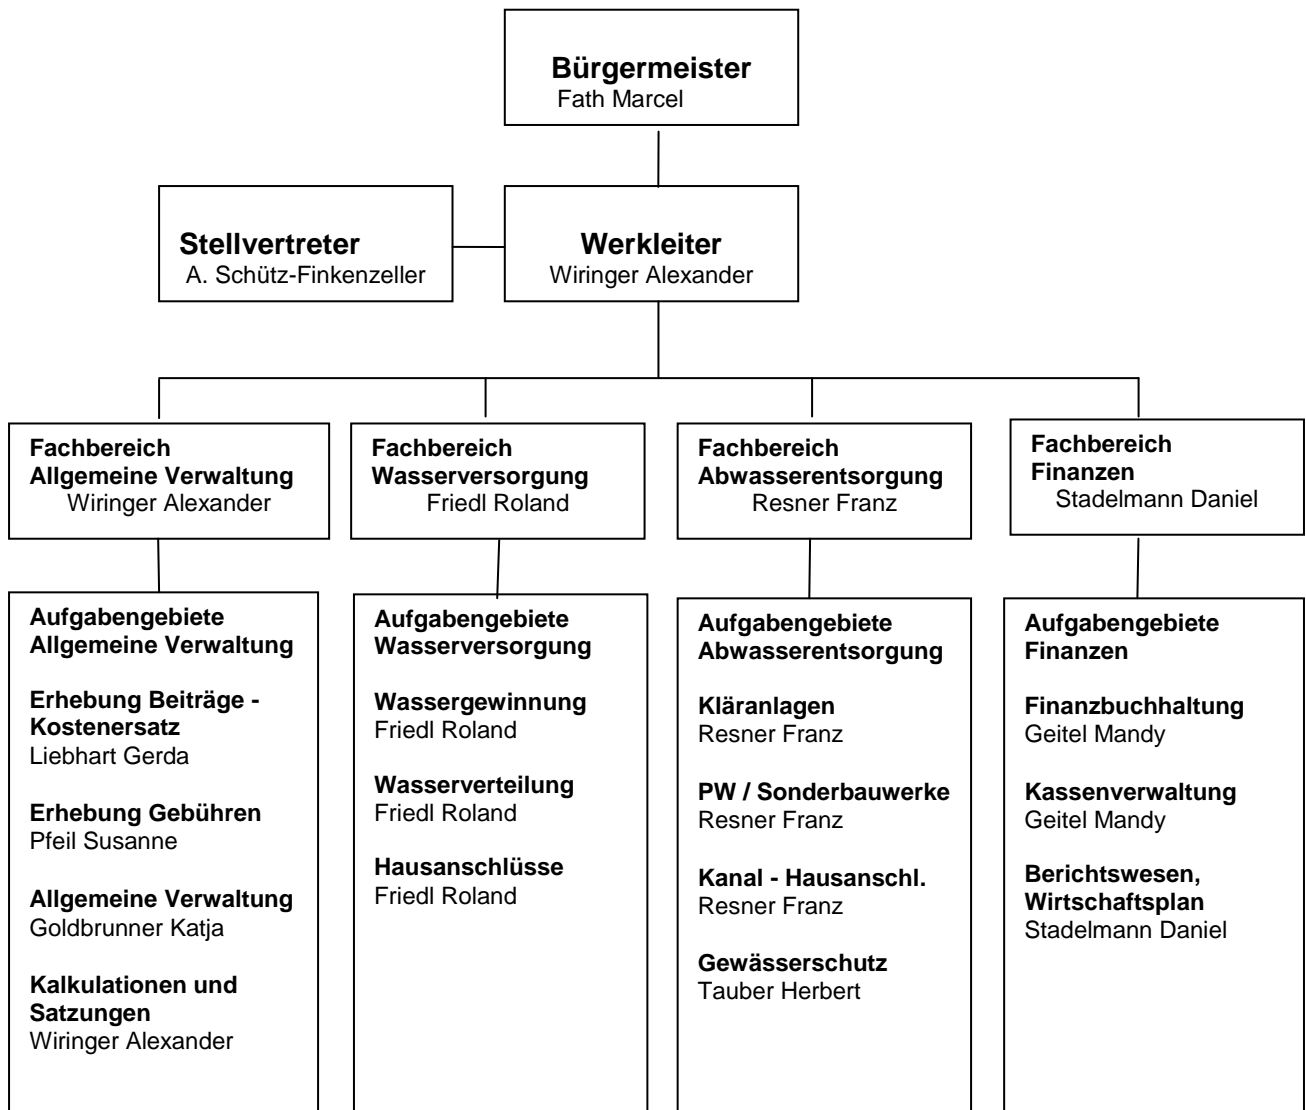 Bürgermeister
Fath Marcel
Stellvertreter
A. Schütz-Finkenzeller
Werkleiter
Wiringer Alexander
Fachbereich
Allgemeine Verwaltung
Wiringer Alexander
Fachbereich
Wasserversorgung
Friedl Roland
Fachbereich
Abwasserentsorgung
Resner Franz
Fachbereich
Finanzen
Stadelmann Daniel
Aufgabengebiete
Allgemeine Verwaltung
Erhebung Beiträge -
Kostenersatz
Liebhart Gerda
Erhebung Gebühren
Pfeil Susanne
Allgemeine Verwaltung
Goldbrunner Katja
Kalkulationen und
Satzungen
Wiringer Alexander
Aufgabengebiete
Wasserversorgung
Wassergewinnung
Friedl Roland
Wasserverteilung
Friedl Roland
Hausanschlüsse
Friedl Roland
Aufgabengebiete
Abwasserentsorgung
Kläranlagen
Resner Franz
PW / Sonderbauwerke
Resner Franz
Kanal - Hausanschl.
Resner Franz
Gewässerschutz
Tauber Herbert
Aufgabengebiete
Finanzen
Finanzbuchhaltung
Geitel Mandy
Kassenverwaltung
Geitel Mandy
Berichtswesen,
Wirtschaftsplan
Stadelmann Daniel